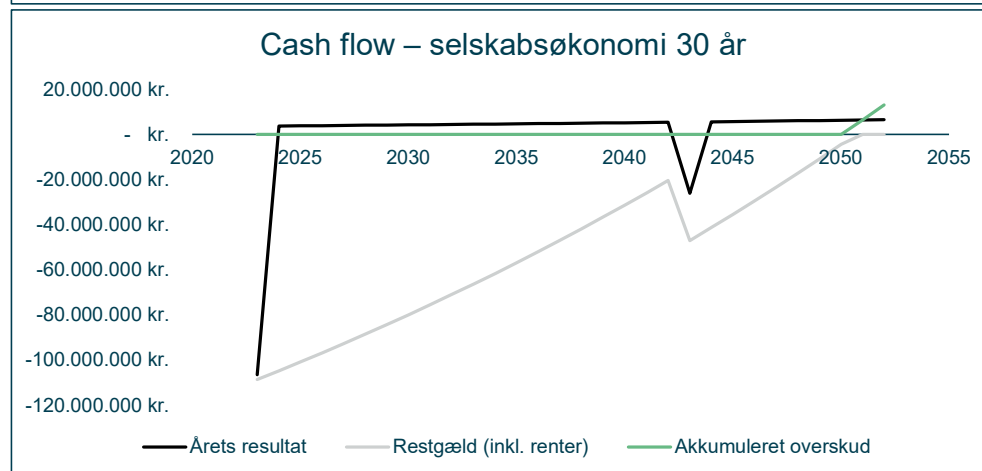 Cash flow – selskabsøkonomi 30 år
20.000.000 kr.
- kr.
2020 2025 2030 2035 2040 2045 2050 2055
-20.000.000 kr.
-40.000.000 kr.
-60.000.000 kr.
-80.000.000 kr.
-100.000.000 kr.
-120.000.000 kr.
Årets resultat Restgæld (inkl. renter) Akkumuleret overskud